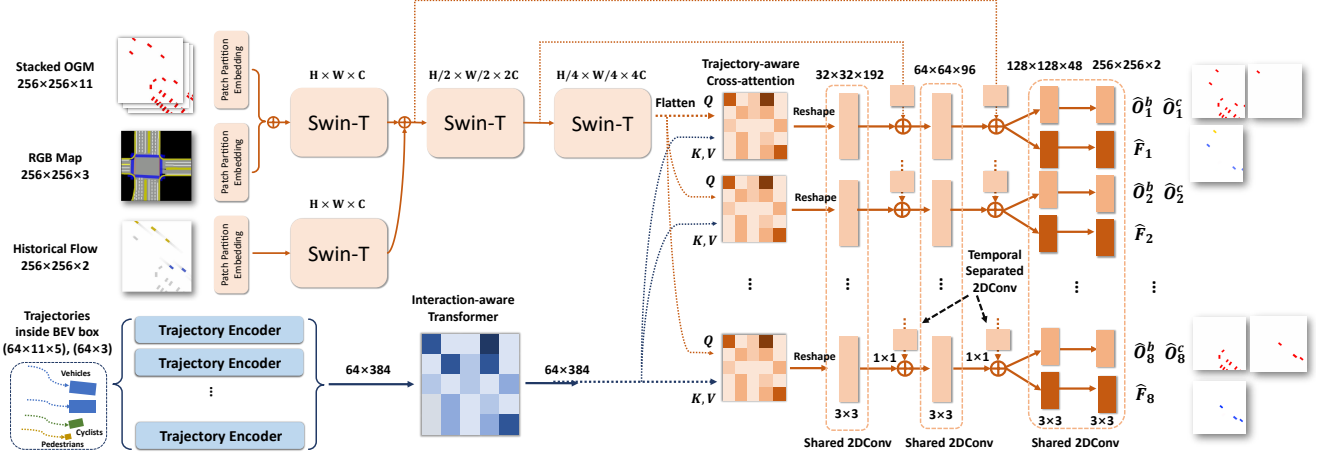 Stacked OGM
256×256×11
RGB Map
256×256×3
Historical Flow
256×256×2
Trajectories
inside BEV box
(64×11×5), (64×3)
Vehicles
Cyclists
Pedestrians
Patch Partition
Embedding
Patch Partition
Embedding
Patch Partition
Embedding
H × W × C
Swin-T
H × W × C
Swin-T
H/2 × W/2 × 2C
Swin-T
H/4 × W/4 × 4C
Swin-T
Trajectory Encoder
Trajectory Encoder
⋮
Trajectory Encoder
64×384
Interaction-aware
Transformer
64×384
Flatten
Trajectory-aware
Cross-attention
Q
K, V
Reshape
Q
K, V
Reshape
⋮
Q
K, V
Reshape
32×32×192
64×64×96
128×128×48
256×256×2
Ô₁ᵇ Ô₁ᶜ
F̂₁
Ô₂ᵇ Ô₂ᶜ
F̂₂
Temporal
Separated
2DConv
⋮
⋮
⋮
⋮
1×1
1×1
Ô₈ᵇ Ô₈ᶜ
F̂₈
3×3
3×3
3×3
3×3
Shared 2DConv
Shared 2DConv
Shared 2DConv